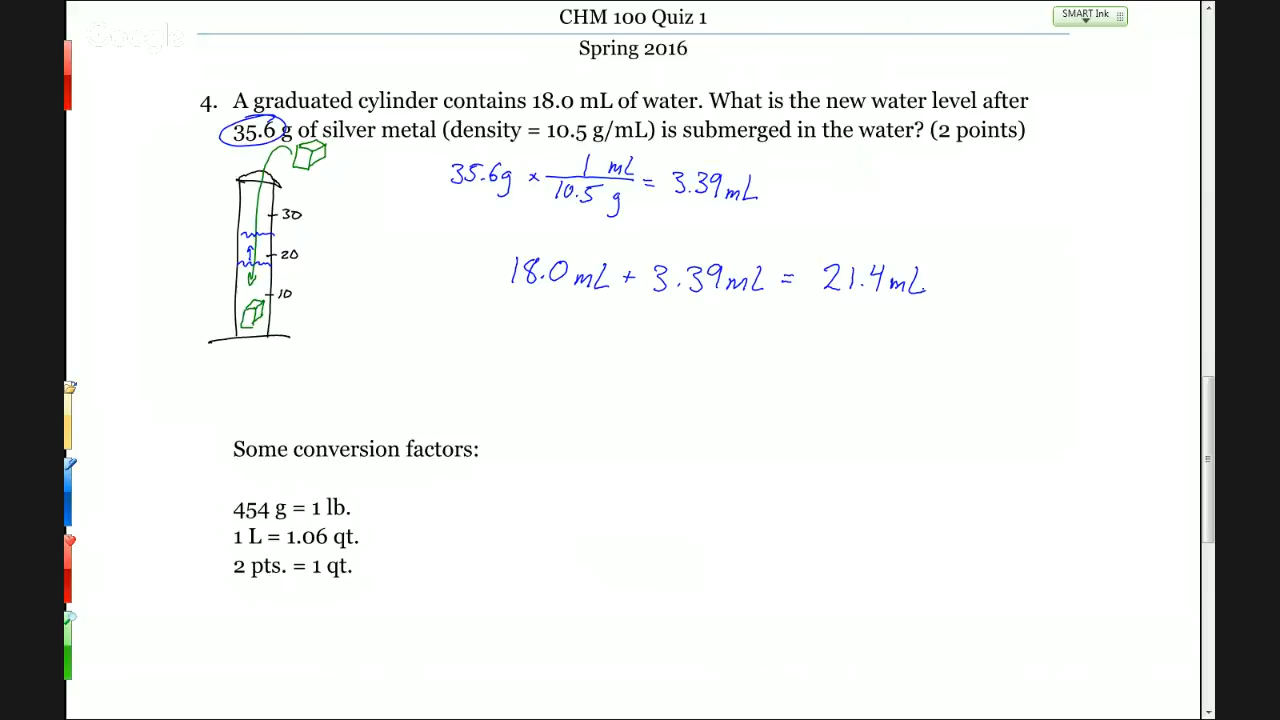 CHM 100 Quiz 1
SMART Ink
Google
Spring 2016
4. A graduated cylinder contains 18.0 mL of water. What is the new water level after
35.6 g of silver metal (density = 10.5 g/mL) is submerged in the water? (2 points)
35.6g × 1 mL / 10.5 g = 3.39 mL
30
20
10
18.0 mL + 3.39 mL = 21.4 mL
Some conversion factors:
454 g = 1 lb.
1 L = 1.06 qt.
2 pts. = 1 qt.